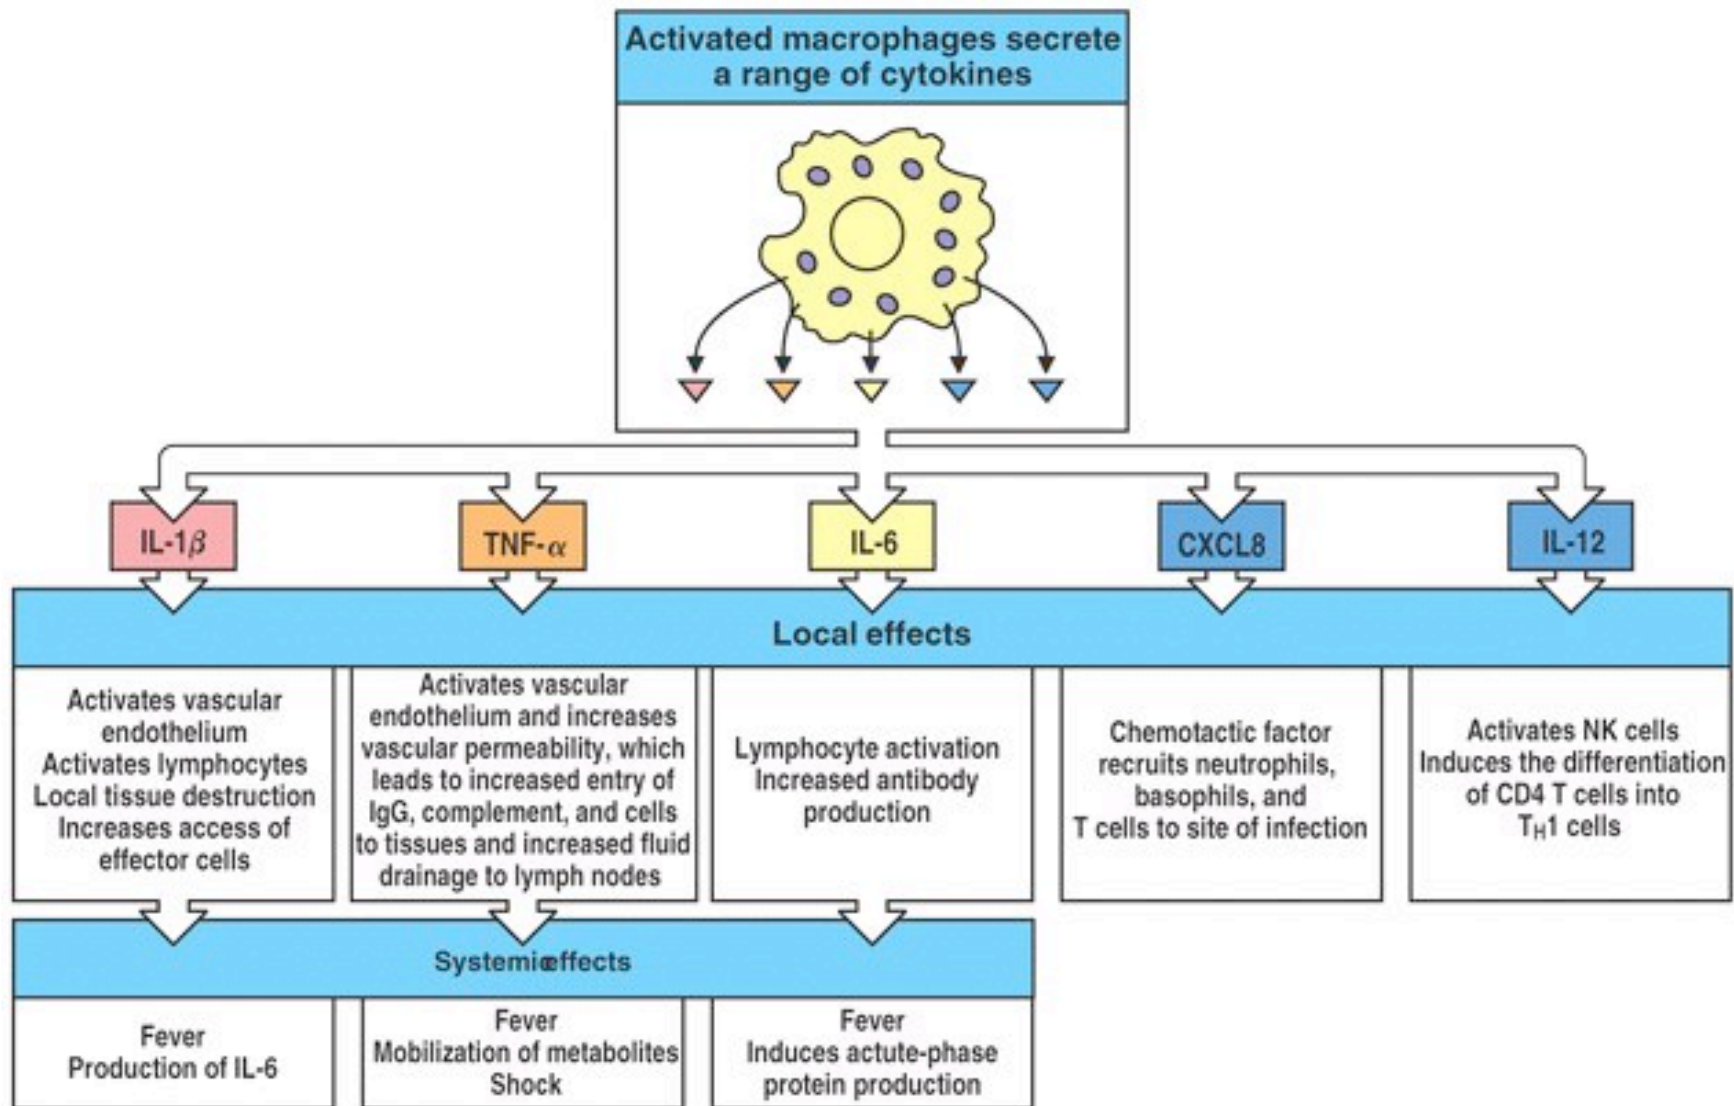 Activated macrophages secrete
a range of cytokines
IL-1β
TNF-α
IL-6
CXCL8
IL-12
Local effects
Activates vascular
endothelium
Activates lymphocytes
Local tissue destruction
Increases access of
effector cells
Activates vascular
endothelium and increases
vascular permeability, which
leads to increased entry of
IgG, complement, and cells
to tissues and increased fluid
drainage to lymph nodes
Lymphocyte activation
Increased antibody
production
Chemotactic factor
recruits neutrophils,
basophils, and
T cells to site of infection
Activates NK cells
Induces the differentiation
of CD4 T cells into
TH1 cells
Systemic effects
Fever
Production of IL-6
Fever
Mobilization of metabolites
Shock
Fever
Induces actute-phase
protein production